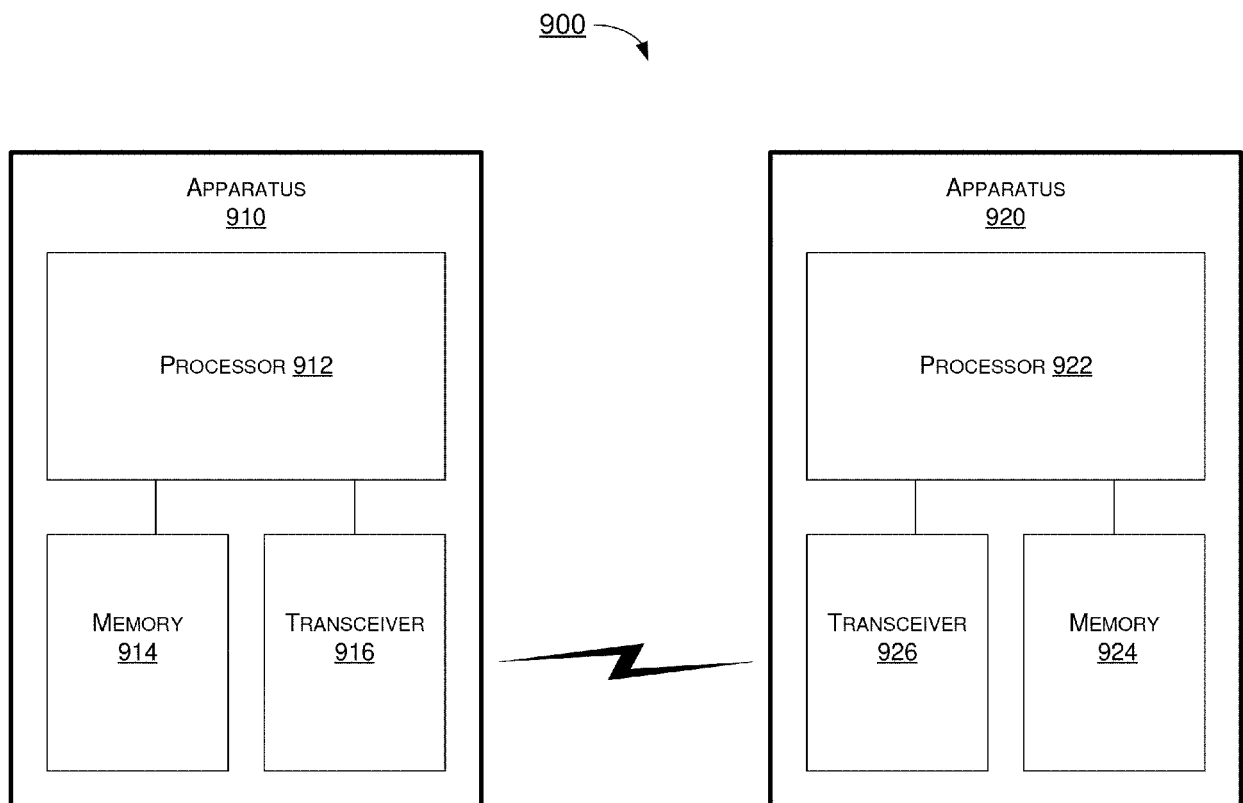 900
APPARATUS
910
PROCESSOR 912
MEMORY
914
TRANSCEIVER
916
APPARATUS
920
PROCESSOR 922
TRANSCEIVER
926
MEMORY
924